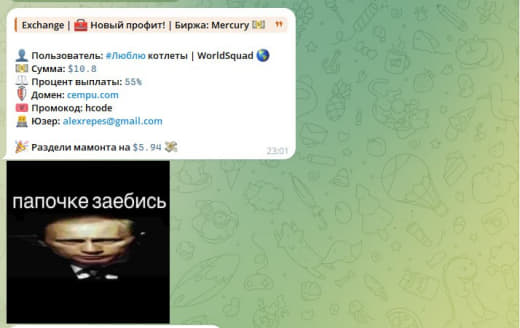 Exchange | Новый профит! | Биржа: Mercury
Пользователь: #Люблю котлеты | WorldSquad
Сумма: $10.8
Процент выплаты: 55%
Домен: cempu.com
Промокод: hcode
Юзер: alexrepes@gmail.com
Раздели мамонта на $5.94
23:01
папочке заебись